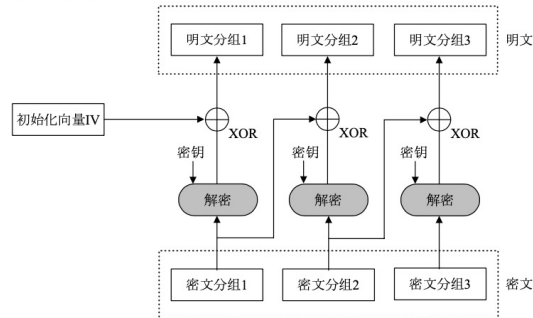 明文分组1 明文分组2 明文分组3 明文
初始化向量IV
XOR XOR XOR
密钥 密钥 密钥
解密 解密 解密
密文分组1 密文分组2 密文分组3 密文